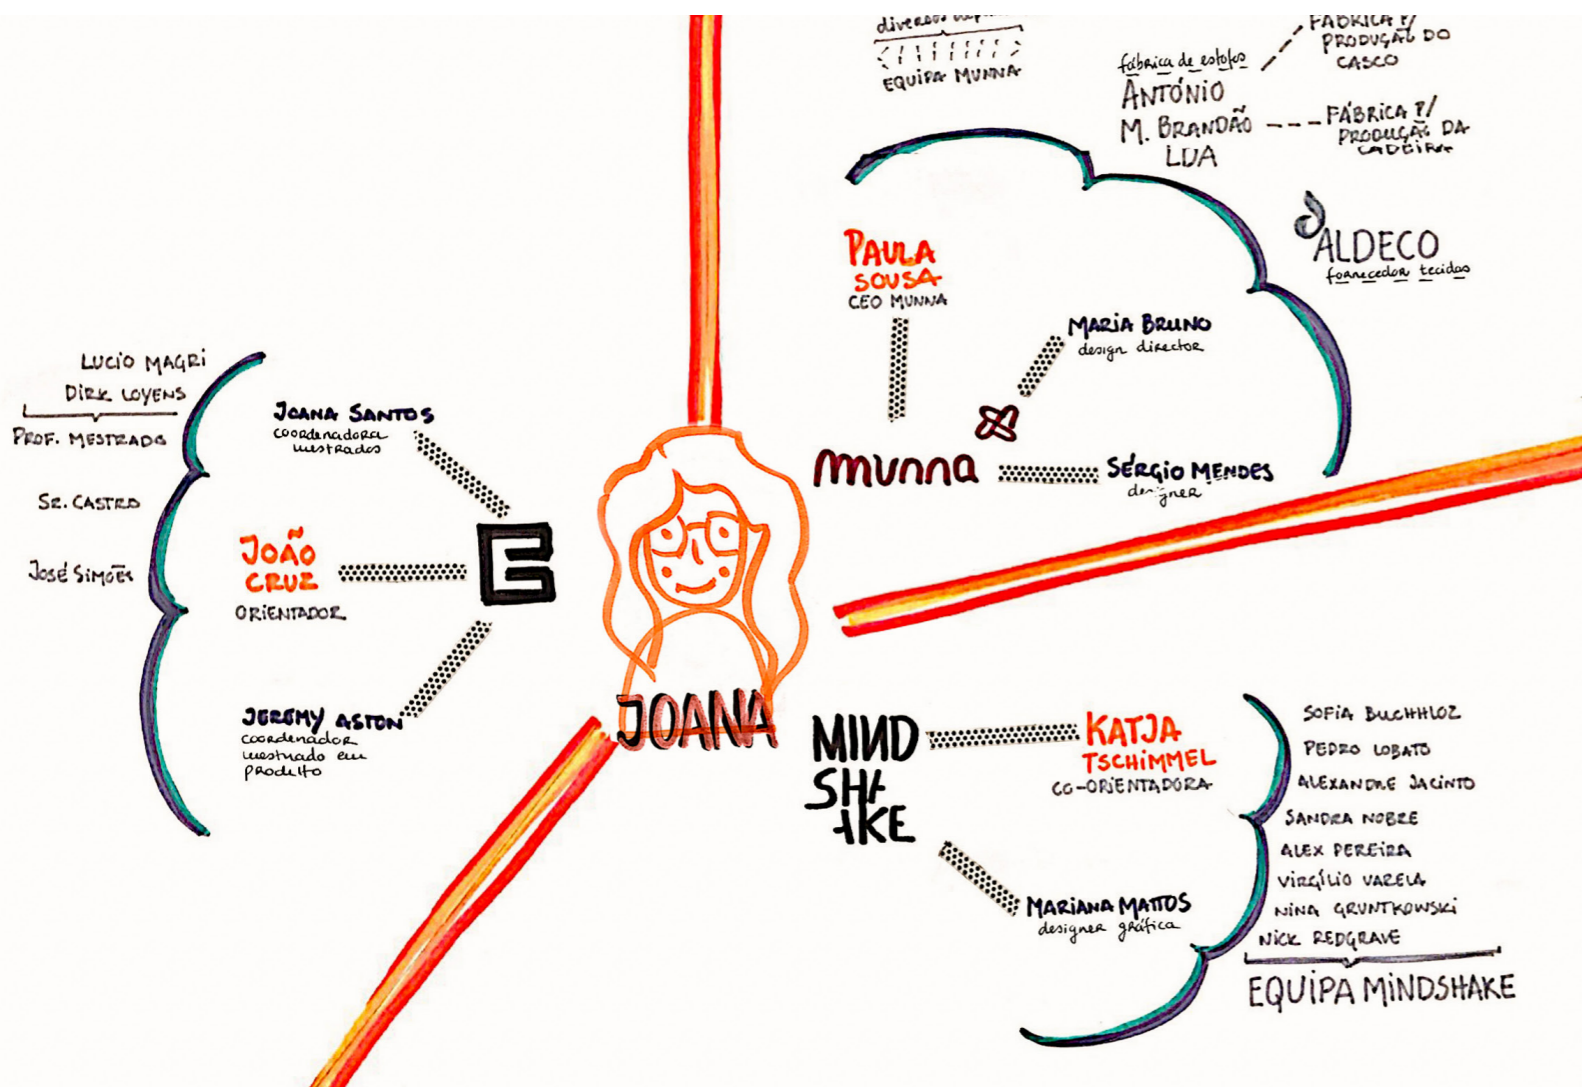 EQUIPA MUNNA
FÁBRICA P/
PRODUÇÃO DO
CASCO
fábrica de estofos
ANTÓNIO
M. BRANDÃO
LDA
FÁBRICA P/
PRODUÇÃO DA
CADEIRA
ALDECO
fornecedor tecidos
PAULA
SOUSA
CEO MUNNA
MARIA BRUNO
design director
munna
SÉRGIO MENDES
designer
LUCIO MAGRI
DIRK LOYENS
PROF. MESTRADO
SR. CASTRO
JOSÉ SIMÕES
JOANA SANTOS
coordenadora
mestrados
E
JOÃO
CRUZ
ORIENTADOR
JEREMY ASTON
coordenador
mestrado em
produto
JOANA
MIND
SHA
AKE
KATJA
TSCHIMMEL
CO-ORIENTADORA
MARIANA MATTOS
designer gráfica
SOFIA BUCHHLOZ
PEDRO LOBATO
ALEXANDRE JACINTO
SANDRA NOBRE
ALEX PEREIRA
VIRGÍLIO VARELA
NINA GRUNTKOWSKI
NICK REDGRAVE
EQUIPA MINDSHAKE